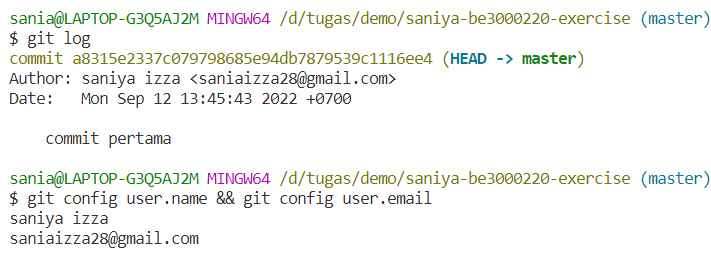 sania@LAPTOP-G3Q5AJ2M MINGW64 /d/tugas/demo/saniya-be3000220-exercise (master)
$ git log
commit a8315e2337c079798685e94db7879539c1116ee4 (HEAD -> master)
Author: saniya izza <saniaizza28@gmail.com>
Date:   Mon Sep 12 13:45:43 2022 +0700

    commit pertama

sania@LAPTOP-G3Q5AJ2M MINGW64 /d/tugas/demo/saniya-be3000220-exercise (master)
$ git config user.name && git config user.email
saniya izza
saniaizza28@gmail.com